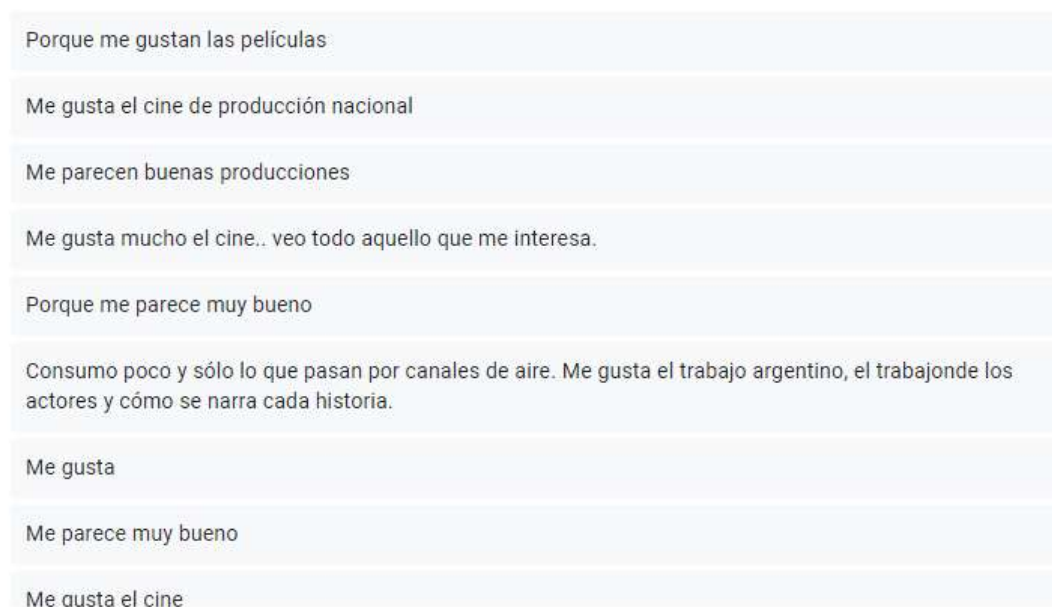 Porque me gustan las películas
Me gusta el cine de producción nacional
Me parecen buenas producciones
Me gusta mucho el cine.. veo todo aquello que me interesa.
Porque me parece muy bueno
Consumo poco y sólo lo que pasan por canales de aire. Me gusta el trabajo argentino, el trabajonde los
actores y cómo se narra cada historia.
Me gusta
Me parece muy bueno
Me gusta el cine